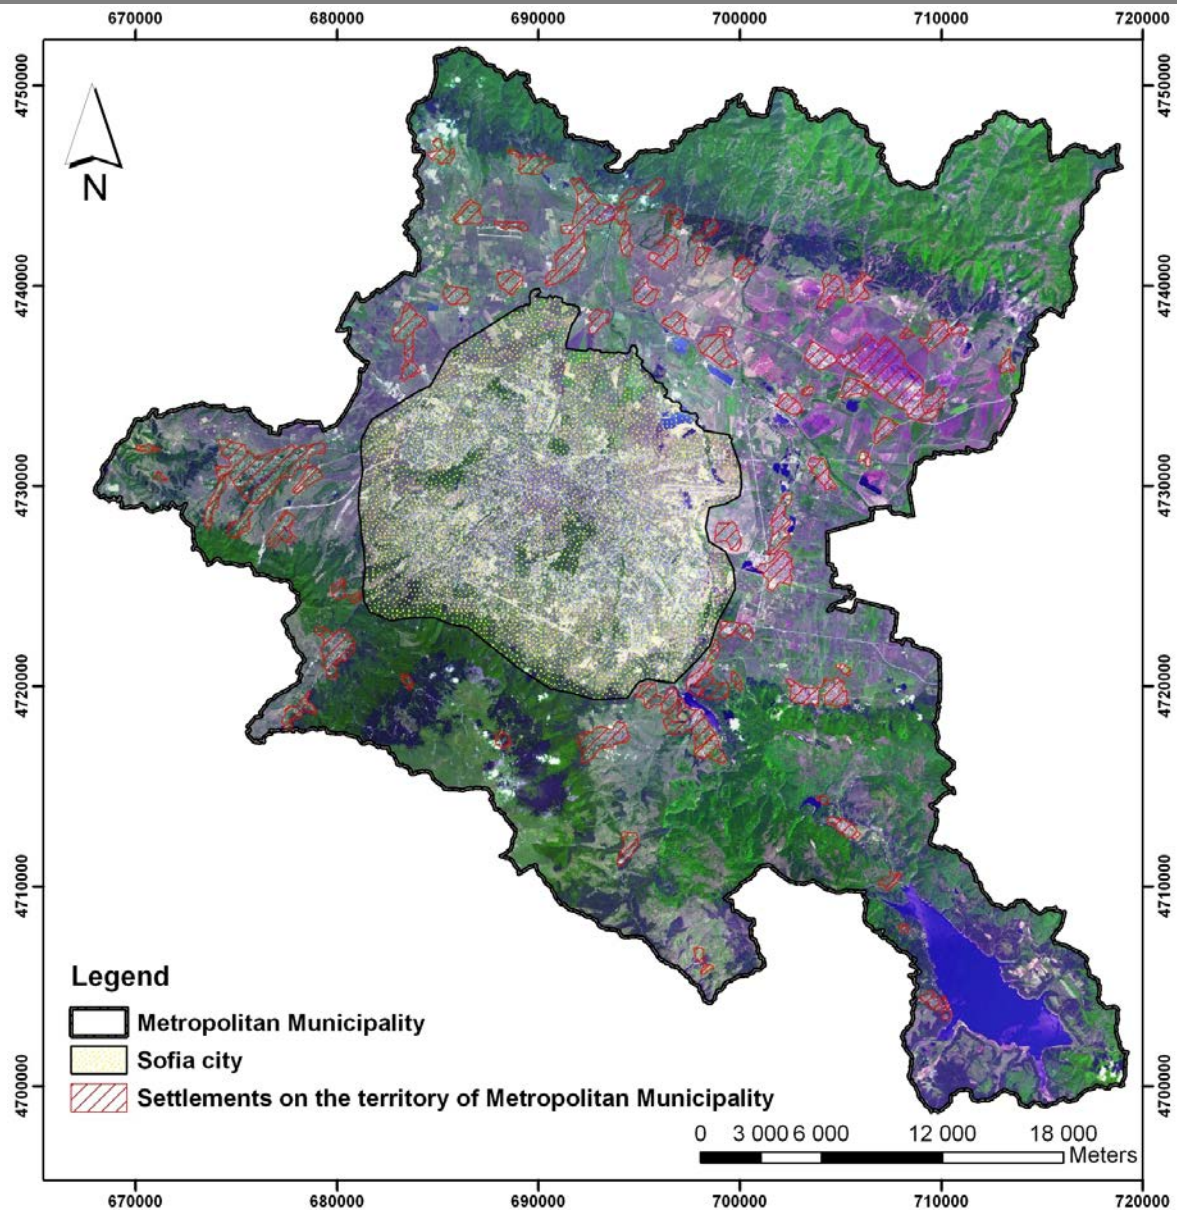 670000 680000 690000 700000 710000 720000
4750000 4750000
N
4740000 4740000
4730000 4730000
4720000 4720000
4710000 4710000
Legend
Metropolitan Municipality
Sofia city
4700000 4700000
Settlements on the territory of Metropolitan Municipality
0 3 000 6 000 12 000 18 000
Meters
670000 680000 690000 700000 710000 720000